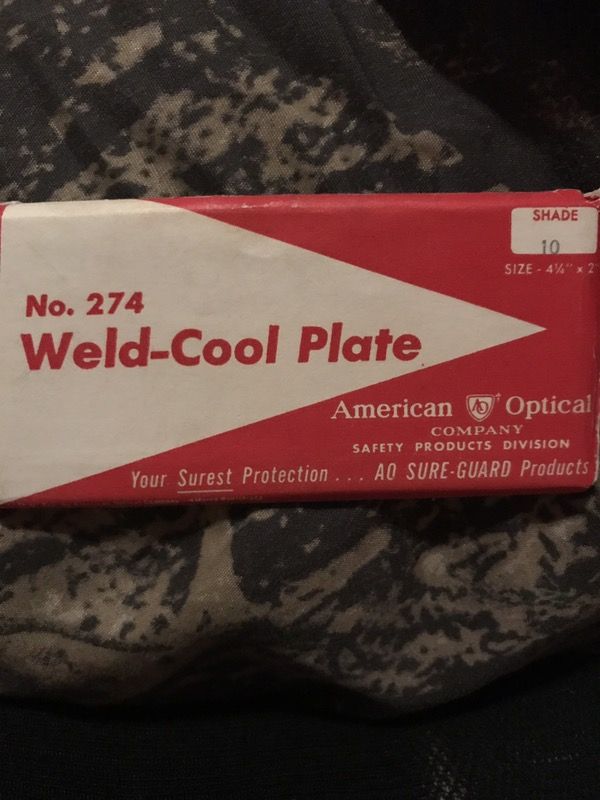 SHADE
10
SIZE - 4¼" x 2
No. 274
Weld-Cool Plate
American AO Optical
COMPANY
SAFETY PRODUCTS DIVISION
Your Surest Protection . . . AO SURE-GUARD Products